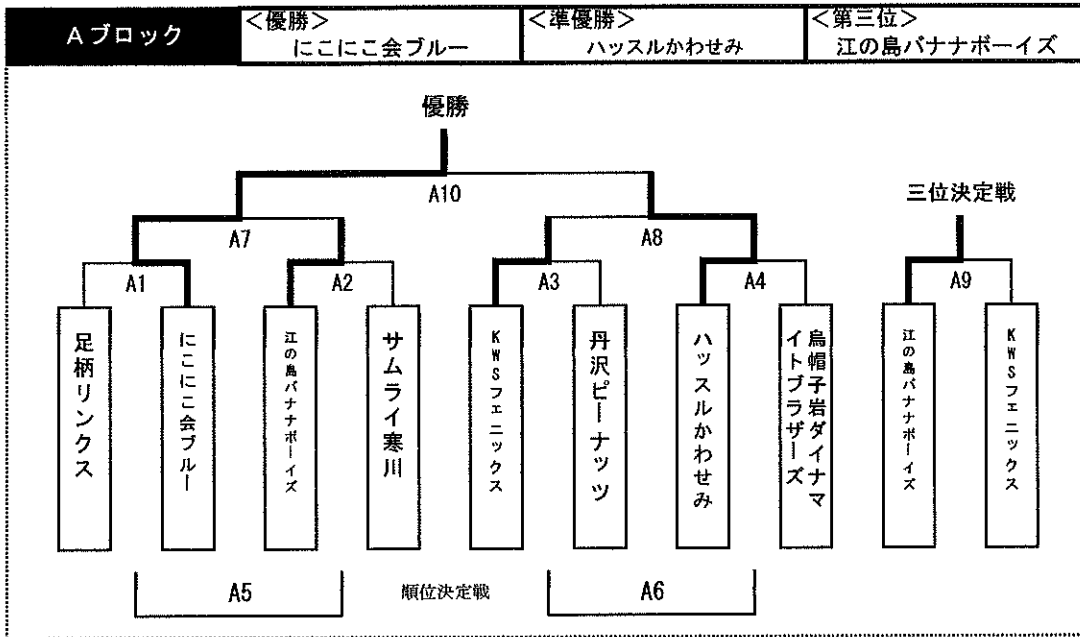 Aブロック
<優勝>
にこにこ会ブルー
<準優勝>
ハッスルかわせみ
<第三位>
江の島バナナボーイズ
優勝
A10
三位決定戦
A7
A8
A1
A2
A3
A4
A9
足柄リンクス
にこにこ会ブルー
江の島バナナボーイズ
サムライ寒川
KWSフェニックス
丹沢ピーナッツ
ハッスルかわせみ
烏帽子岩ダイナマ
イトブラザーズ
江の島バナナボーイズ
KWSフェニックス
A5
順位決定戦
A6